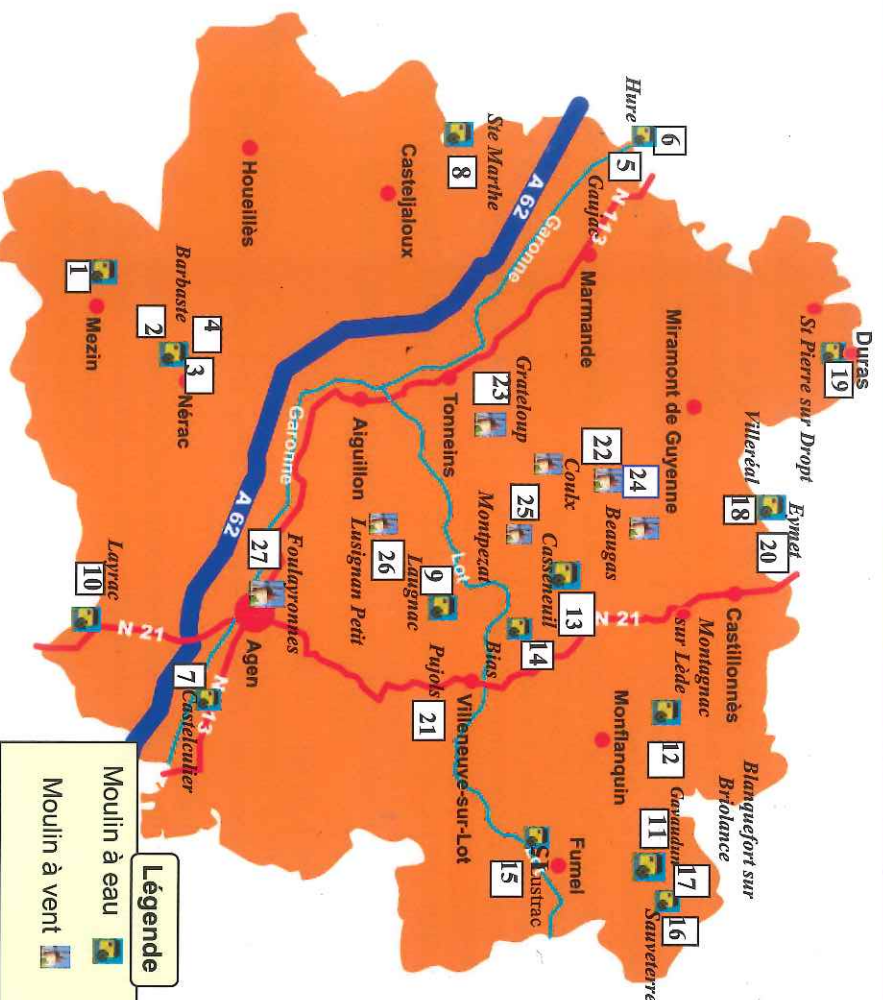 Duras
19
St Pierre sur Dropt
Eymet
20
Villeréal
18
Castillonnès
Montagnac
sur Lède
12
Blanquefort sur
Briolance
Gavaudun
11
17
16
Sauveterre
Monflanquin
Fumel
St
Lustrac
15
Hure
6
5
Gaujac
N 113
Marmande
Miramont de Guyenne
22
24
Beaugas
Coulx
Grateloup
23
Tonneins
25
Montpezat
Casseneuil
13
N 21
14
Bias
Villeneuve-sur-Lot
Pujols
21
Lot
9
Laugnac
26
Lusignan Petit
Aiguillon
Garonne
A 62
Ste Marthe
8
Casteljaloux
Houeillès
Barbaste
4
2
3
Nérac
1
Mezin
Garonne
A 62
27
Foulayronnes
Agen
Layrac
10
N 21
7
Castelculier
N 113
Légende
Moulin à eau
Moulin à vent